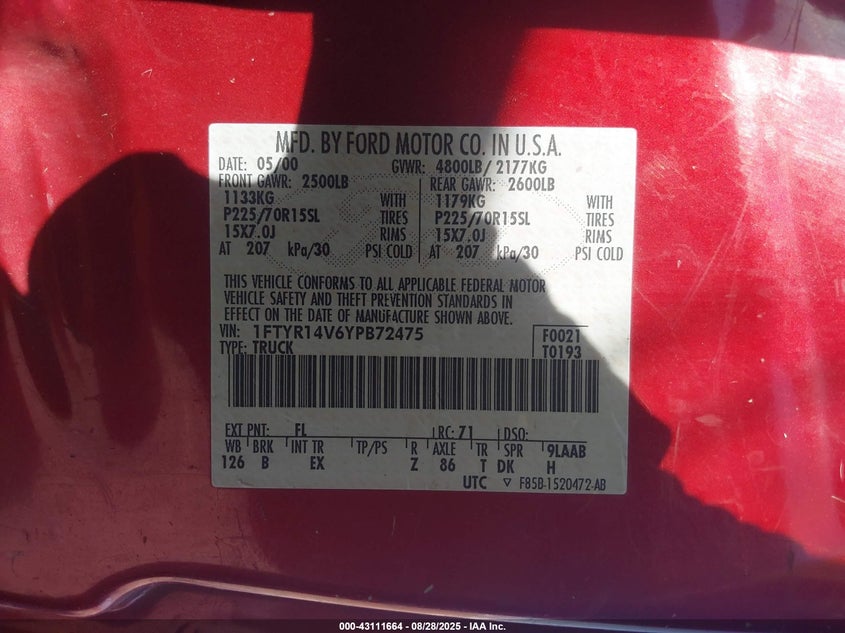 MFD. BY FORD MOTOR CO. IN U.S.A.
DATE: 05/00 GVWR: 4800LB/ 2177KG
FRONT GAWR: 2500LB REAR GAWR: 2600LB
1133KG WITH 1179KG WITH
P225/70R15SL TIRES P225/70R15SL TIRES
15X7.0J RIMS 15X7.0J RIMS
AT 207 kPa/30 PSI COLD AT 207 kPa/30 PSI COLD
THIS VEHICLE CONFORMS TO ALL APPLICABLE FEDERAL MOTOR
VEHICLE SAFETY AND THEFT PREVENTION STANDARDS IN
EFFECT ON THE DATE OF MANUFACTURE SHOWN ABOVE.
VIN: 1FTYR14V6YPB72475 F0021
TYPE: TRUCK T0193
EXT PNT: FL RC: 71 DSO:
WB BRK INT TR TP/PS R AXLE TR SPR 9LAAB
126 B EX Z 86 T DK H
UTC ▽ F85B-1520472-AB
000-43111664 - 08/28/2025 - IAA Inc.